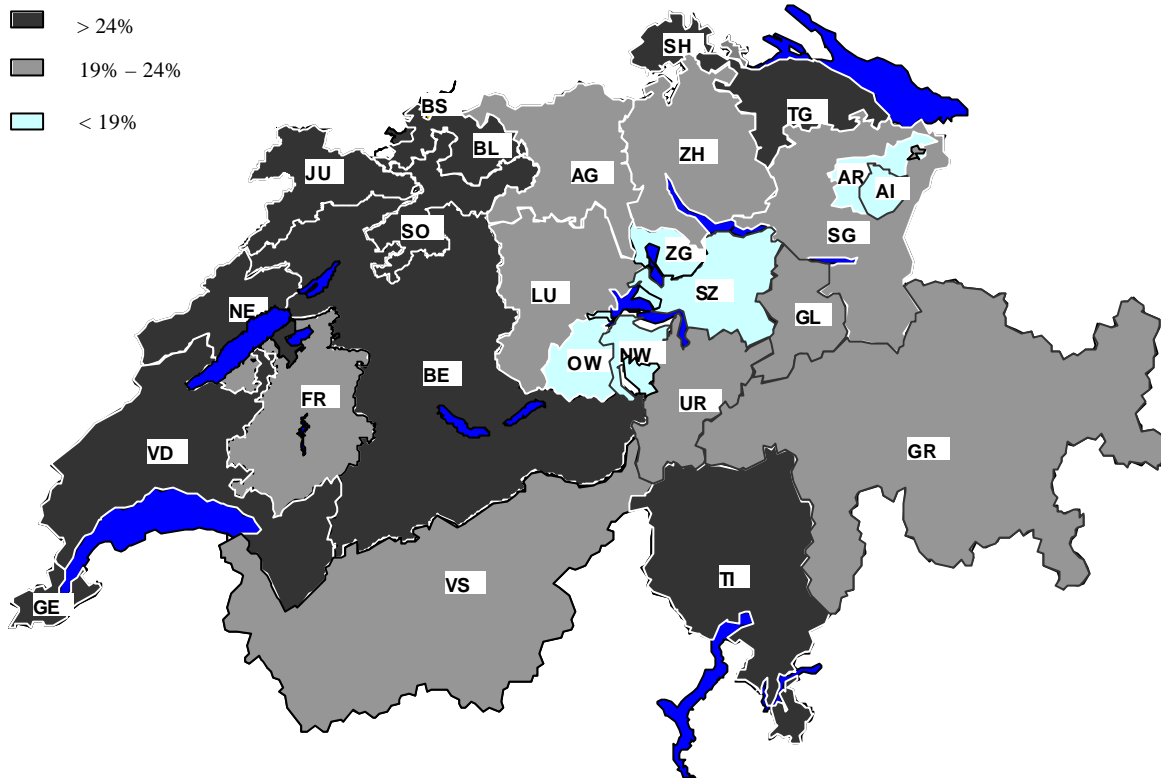 > 24%
19% – 24%
< 19%
SH
BS
TG
BL
ZH
JU
AG
AR
AI
SO
SG
ZG
SZ
LU
NE
GL
OW
NW
BE
FR
UR
VD
GR
VS
TI
GE